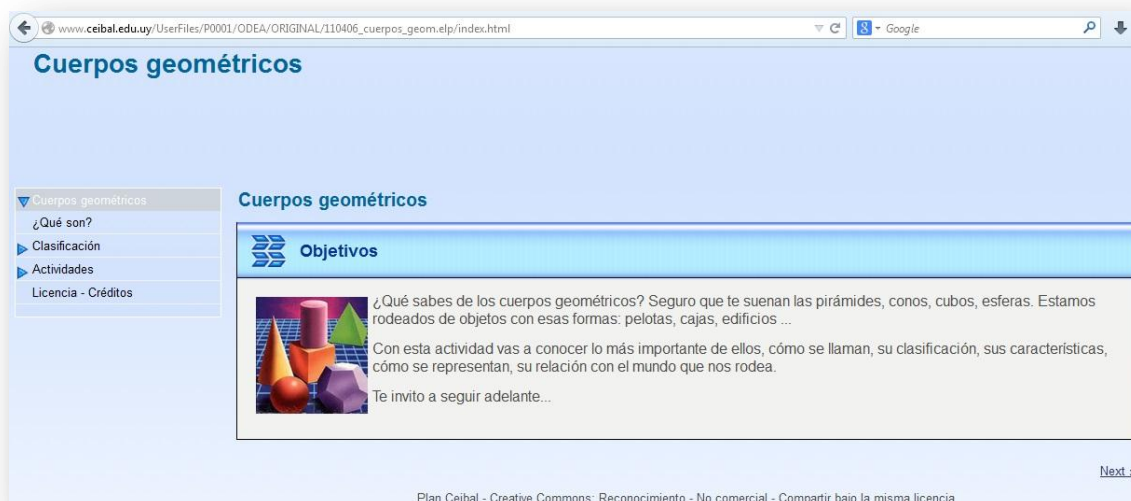 www.ceibal.edu.uy/UserFiles/P0001/ODEA/ORIGINAL/110406_cuerpos_geom.elp/index.html
Google
Cuerpos geométricos
Cuerpos geométricos
¿Qué son?
Clasificación
Actividades
Licencia - Créditos
Cuerpos geométricos
Objetivos
¿Qué sabes de los cuerpos geométricos? Seguro que te suenan las pirámides, conos, cubos, esferas. Estamos
rodeados de objetos con esas formas: pelotas, cajas, edificios ...
Con esta actividad vas a conocer lo más importante de ellos, cómo se llaman, su clasificación, sus características,
cómo se representan, su relación con el mundo que nos rodea.
Te invito a seguir adelante...
Next
Plan Ceibal - Creative Commons: Reconocimiento - No comercial - Compartir bajo la misma licencia